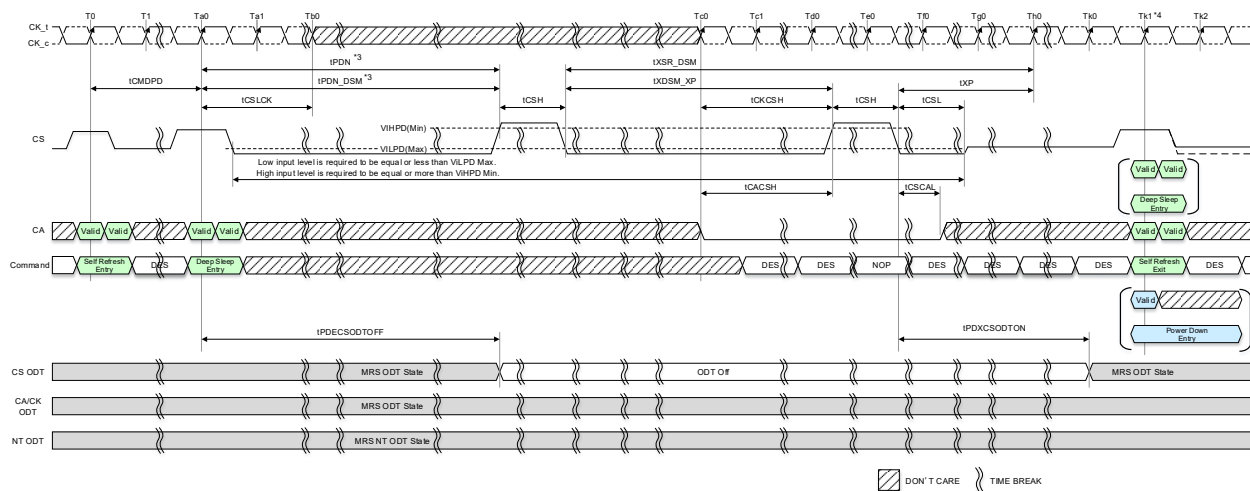 T0 T1 Ta0 Ta1 Tb0 Tc0 Tc1 Td0 Te0 Tf0 Tg0 Th0 Tk0 Tk1*4 Tk2
CK_t
CK_c
tPDN *3 tXSR_DSM
tCMDPD tPDN_DSM*3 tXDSM_XP tXP
tCSLCK tCSH tCKCSH tCSH tCSL
VIHPD(Min)
CS
VILPD(Max)
Low input level is required to be equal or less than ViLPD Max.
High input level is required to be equal or more than ViHPD Min.
Valid Valid
tCACSH tCSCAL
Deep Sleep
Entry
CA Valid Valid Valid Valid Valid Valid
Command Self Refresh Entry DES Deep Sleep Entry DES DES NOP DES DES DES DES Self Refresh Exit DES
Valid
tPDECSODTOFF tPDXCSODTON
Power Down
Entry
CS ODT MRS ODT State ODT Off MRS ODT State
CA/CK
ODT
MRS ODT State
NT ODT MRS NT ODT State
DON'T CARE TIME BREAK